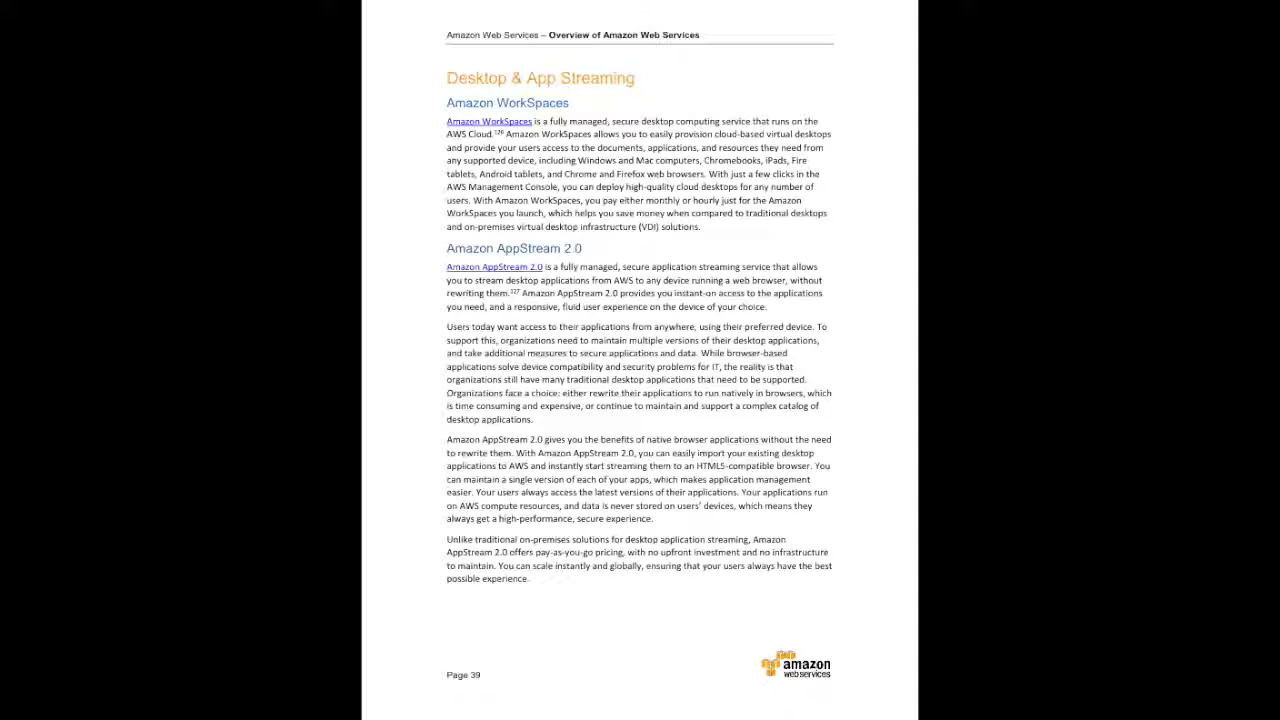 Amazon Web Services – Overview of Amazon Web Services
Desktop & App Streaming
Amazon WorkSpaces
Amazon WorkSpaces is a fully managed, secure desktop computing service that runs on the
AWS Cloud.126 Amazon WorkSpaces allows you to easily provision cloud-based virtual desktops
and provide your users access to the documents, applications, and resources they need from
any supported device, including Windows and Mac computers, Chromebooks, iPads, Fire
tablets, Android tablets, and Chrome and Firefox web browsers. With just a few clicks in the
AWS Management Console, you can deploy high-quality cloud desktops for any number of
users. With Amazon WorkSpaces, you pay either monthly or hourly just for the Amazon
WorkSpaces you launch, which helps you save money when compared to traditional desktops
and on-premises virtual desktop infrastructure (VDI) solutions.
Amazon AppStream 2.0
Amazon AppStream 2.0 is a fully managed, secure application streaming service that allows
you to stream desktop applications from AWS to any device running a web browser, without
rewriting them.127 Amazon AppStream 2.0 provides you instant-on access to the applications
you need, and a responsive, fluid user experience on the device of your choice.
Users today want access to their applications from anywhere, using their preferred device. To
support this, organizations need to maintain multiple versions of their desktop applications,
and take additional measures to secure applications and data. While browser-based
applications solve device compatibility and security problems for IT, the reality is that
organizations still have many traditional desktop applications that need to be supported.
Organizations face a choice: either rewrite their applications to run natively in browsers, which
is time consuming and expensive, or continue to maintain and support a complex catalog of
desktop applications.
Amazon AppStream 2.0 gives you the benefits of native browser applications without the need
to rewrite them. With Amazon AppStream 2.0, you can easily import your existing desktop
applications to AWS and instantly start streaming them to an HTML5-compatible browser. You
can maintain a single version of each of your apps, which makes application management
easier. Your users always access the latest versions of their applications. Your applications run
on AWS compute resources, and data is never stored on users' devices, which means they
always get a high-performance, secure experience.
Unlike traditional on-premises solutions for desktop application streaming, Amazon
AppStream 2.0 offers pay-as-you-go pricing, with no upfront investment and no infrastructure
to maintain. You can scale instantly and globally, ensuring that your users always have the best
possible experience.
Page 39
amazon
webservices